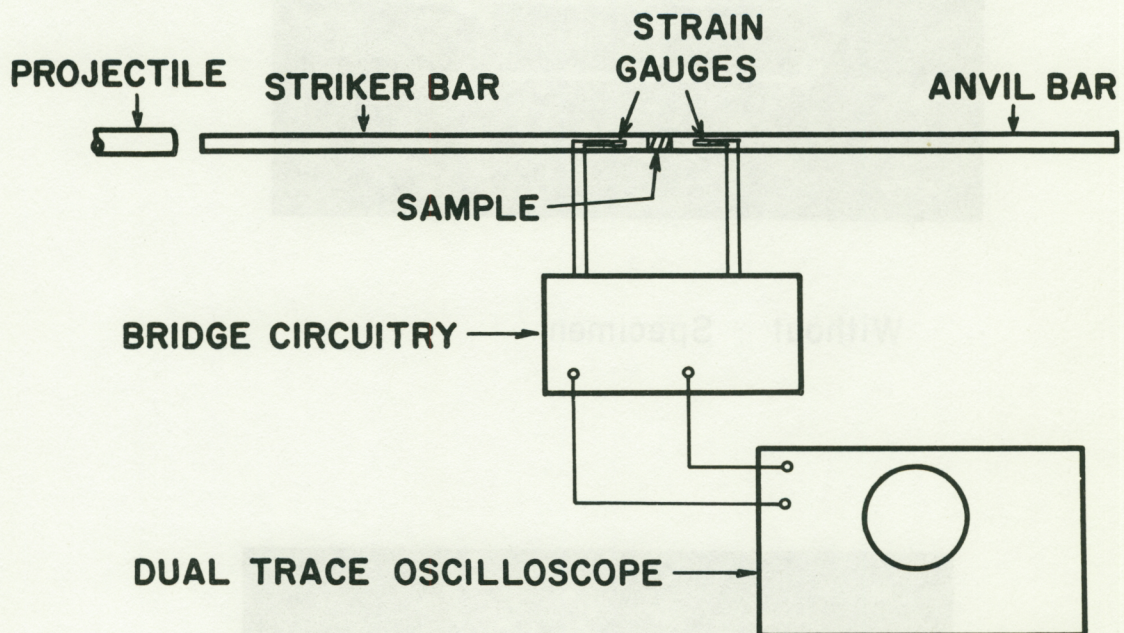 STRAIN
GAUGES
PROJECTILE
STRIKER BAR
ANVIL BAR
SAMPLE
BRIDGE CIRCUITRY
Without Specimen
DUAL TRACE OSCILLOSCOPE